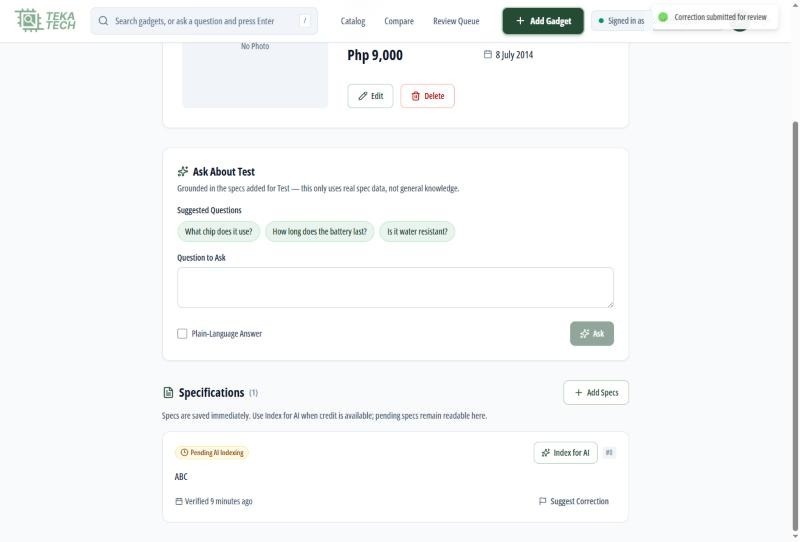 TEKA
TECH
Search gadgets, or ask a question and press Enter
/
Catalog
Compare
Review Queue
+ Add Gadget
Signed in as
Correction submitted for review
No Photo
Php 9,000
8 July 2014
Edit
Delete
Ask About Test
Grounded in the specs added for Test — this only uses real spec data, not general knowledge.
Suggested Questions
What chip does it use?
How long does the battery last?
Is it water resistant?
Question to Ask
Plain-Language Answer
Ask
Specifications (1)
+ Add Specs
Specs are saved immediately. Use Index for AI when credit is available; pending specs remain readable here.
Pending AI Indexing
Index for AI
ABC
Verified 9 minutes ago
Suggest Correction